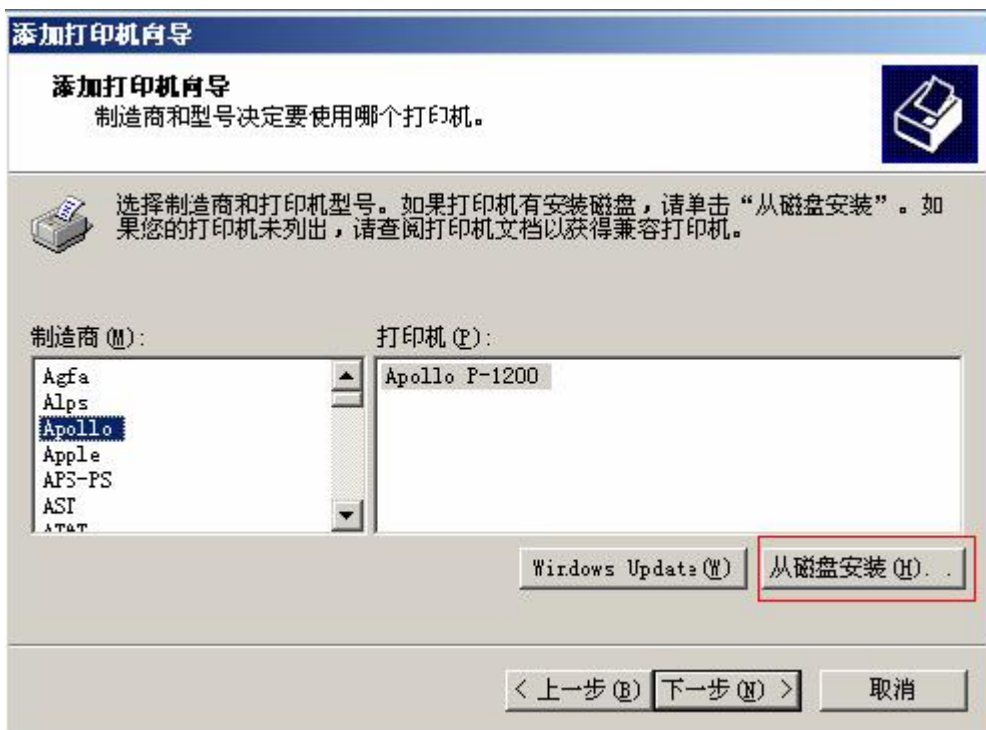 添加打印机向导
添加打印机向导
制造商和型号决定要使用哪个打印机。
选择制造商和打印机型号。如果打印机有安装磁盘，请单击“从磁盘安装”。如
果您的打印机未列出，请查阅打印机文档以获得兼容打印机。
制造商(M):
打印机(P):
Agfa
Alps
Apollo
Apple
APS-PS
AST
AT&T
Apollo P-1200
Windows Update(W)
从磁盘安装(H)...
< 上一步(B)
下一步(N) >
取消